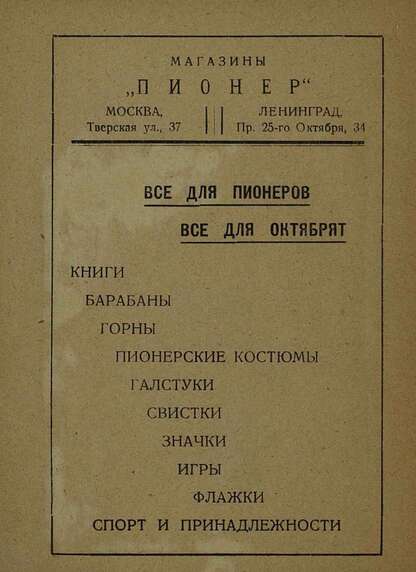 МАГАЗИНЫ
„ПИОНЕР“
МОСКВА, ЛЕНИНГРАД,
Тверская ул., 37 Пр. 25-го Октября, 34
ВСЕ ДЛЯ ПИОНЕРОВ
ВСЕ ДЛЯ ОКТЯБРЯТ
КНИГИ
БАРАБАНЫ
ГОРНЫ
ПИОНЕРСКИЕ КОСТЮМЫ
ГАЛСТУКИ
СВИСТКИ
ЗНАЧКИ
ИГРЫ
ФЛАЖКИ
СПОРТ И ПРИНАДЛЕЖНОСТИ